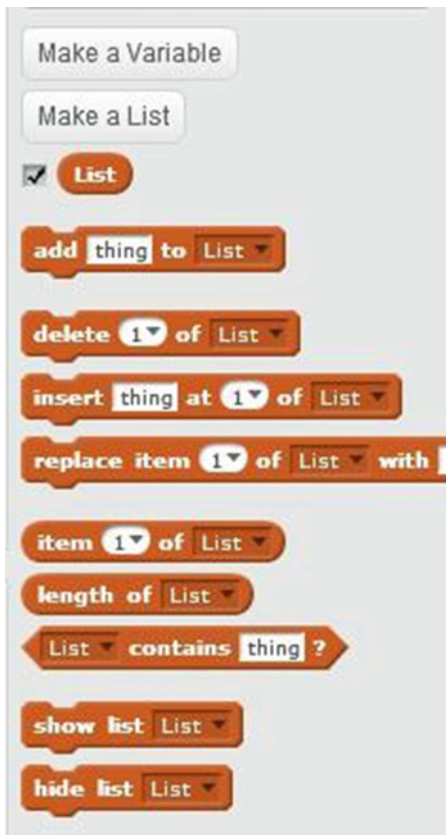 Make a Variable
Make a List
List
add thing to List
delete 1 of List
insert thing at 1 of List
replace item 1 of List with
item 1 of List
length of List
List contains thing ?
show list List
hide list List